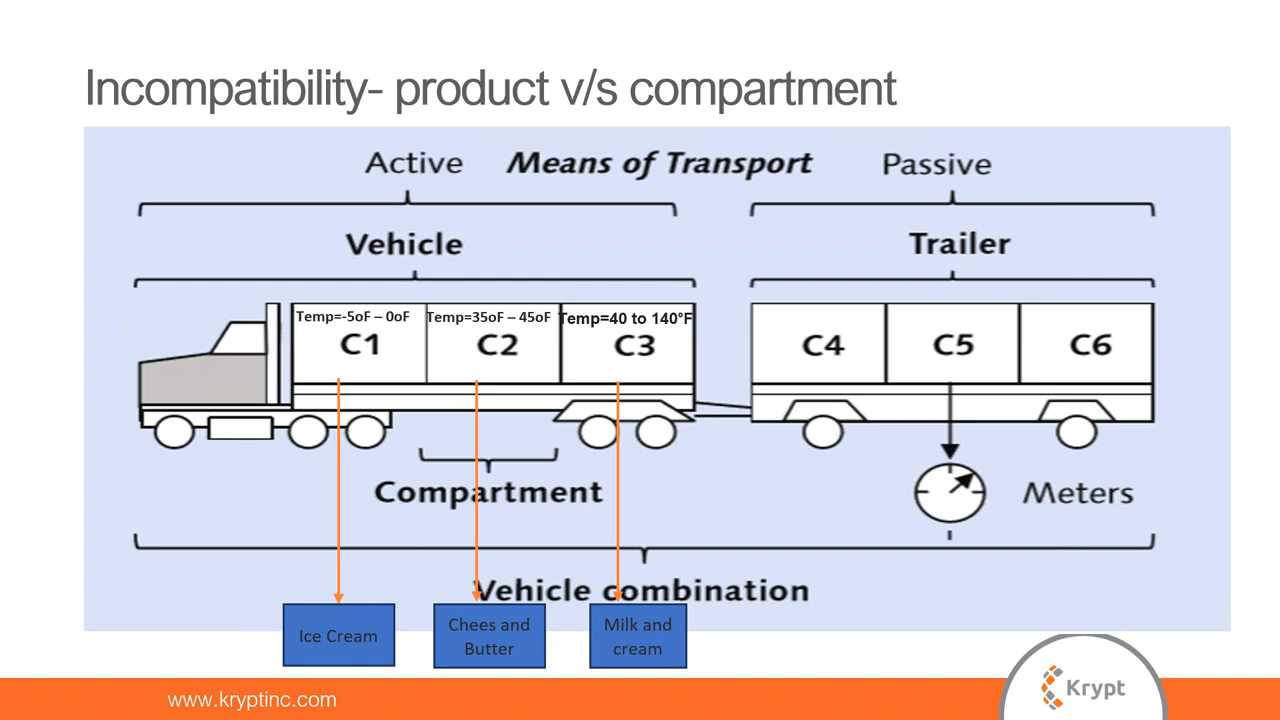 Incompatibility- product v/s compartment
Active Means of Transport Passive
Vehicle Trailer
Temp=-5oF – 0oF Temp=35oF – 45oF Temp=40 to 140°F
C1 C2 C3 C4 C5 C6
Compartment Meters
Vehicle combination
Ice Cream
Chees and
Butter
Milk and
cream
www.kryptinc.com
Krypt